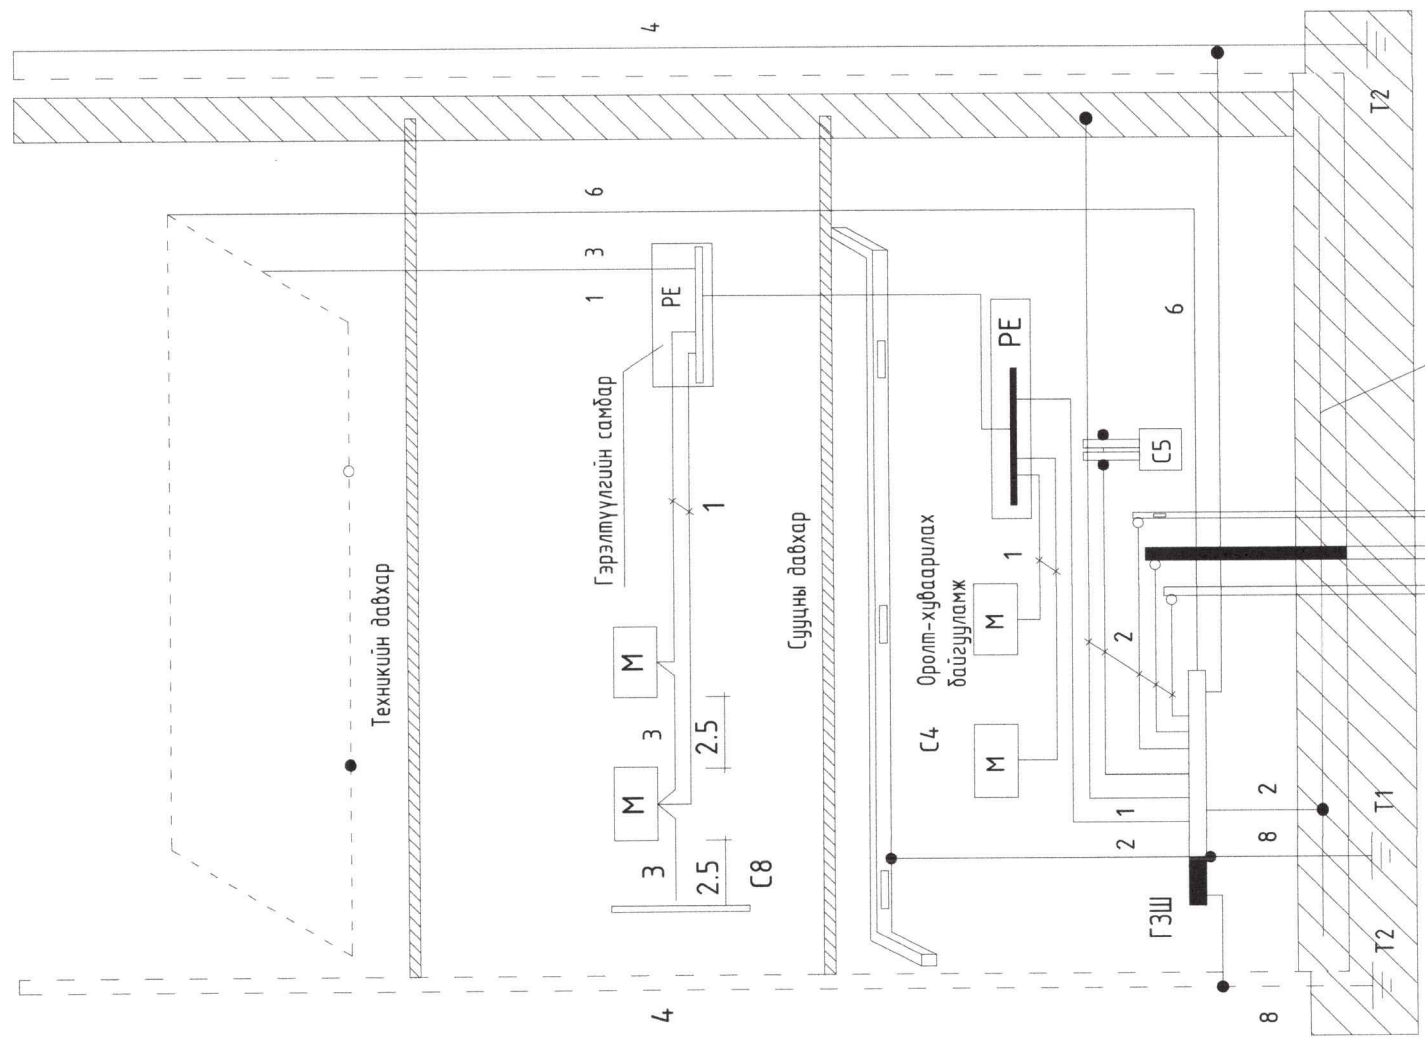 4
T2
6
3
1
PE
Гэрэлтүүлгийн самбар
1
Техникийн давхар
M
3
2.5
M
3
2.5
C8
Сууцны давхар
6
PE
C5
Оролт-хуваарилах
байгууламж
1
M
2
C4
M
1
2
2
8
T1
ГЗШ
T2
4
8